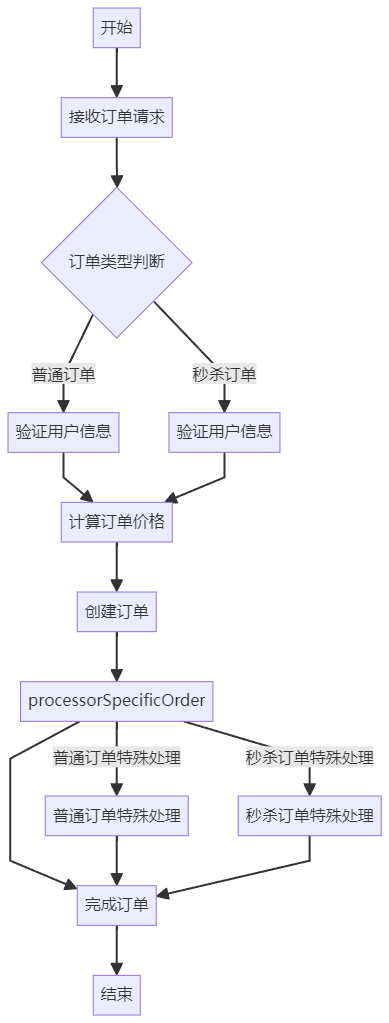 开始
接收订单请求
订单类型判断
普通订单
秒杀订单
验证用户信息
验证用户信息
计算订单价格
创建订单
processorSpecificOrder
普通订单特殊处理
秒杀订单特殊处理
普通订单特殊处理
秒杀订单特殊处理
完成订单
结束